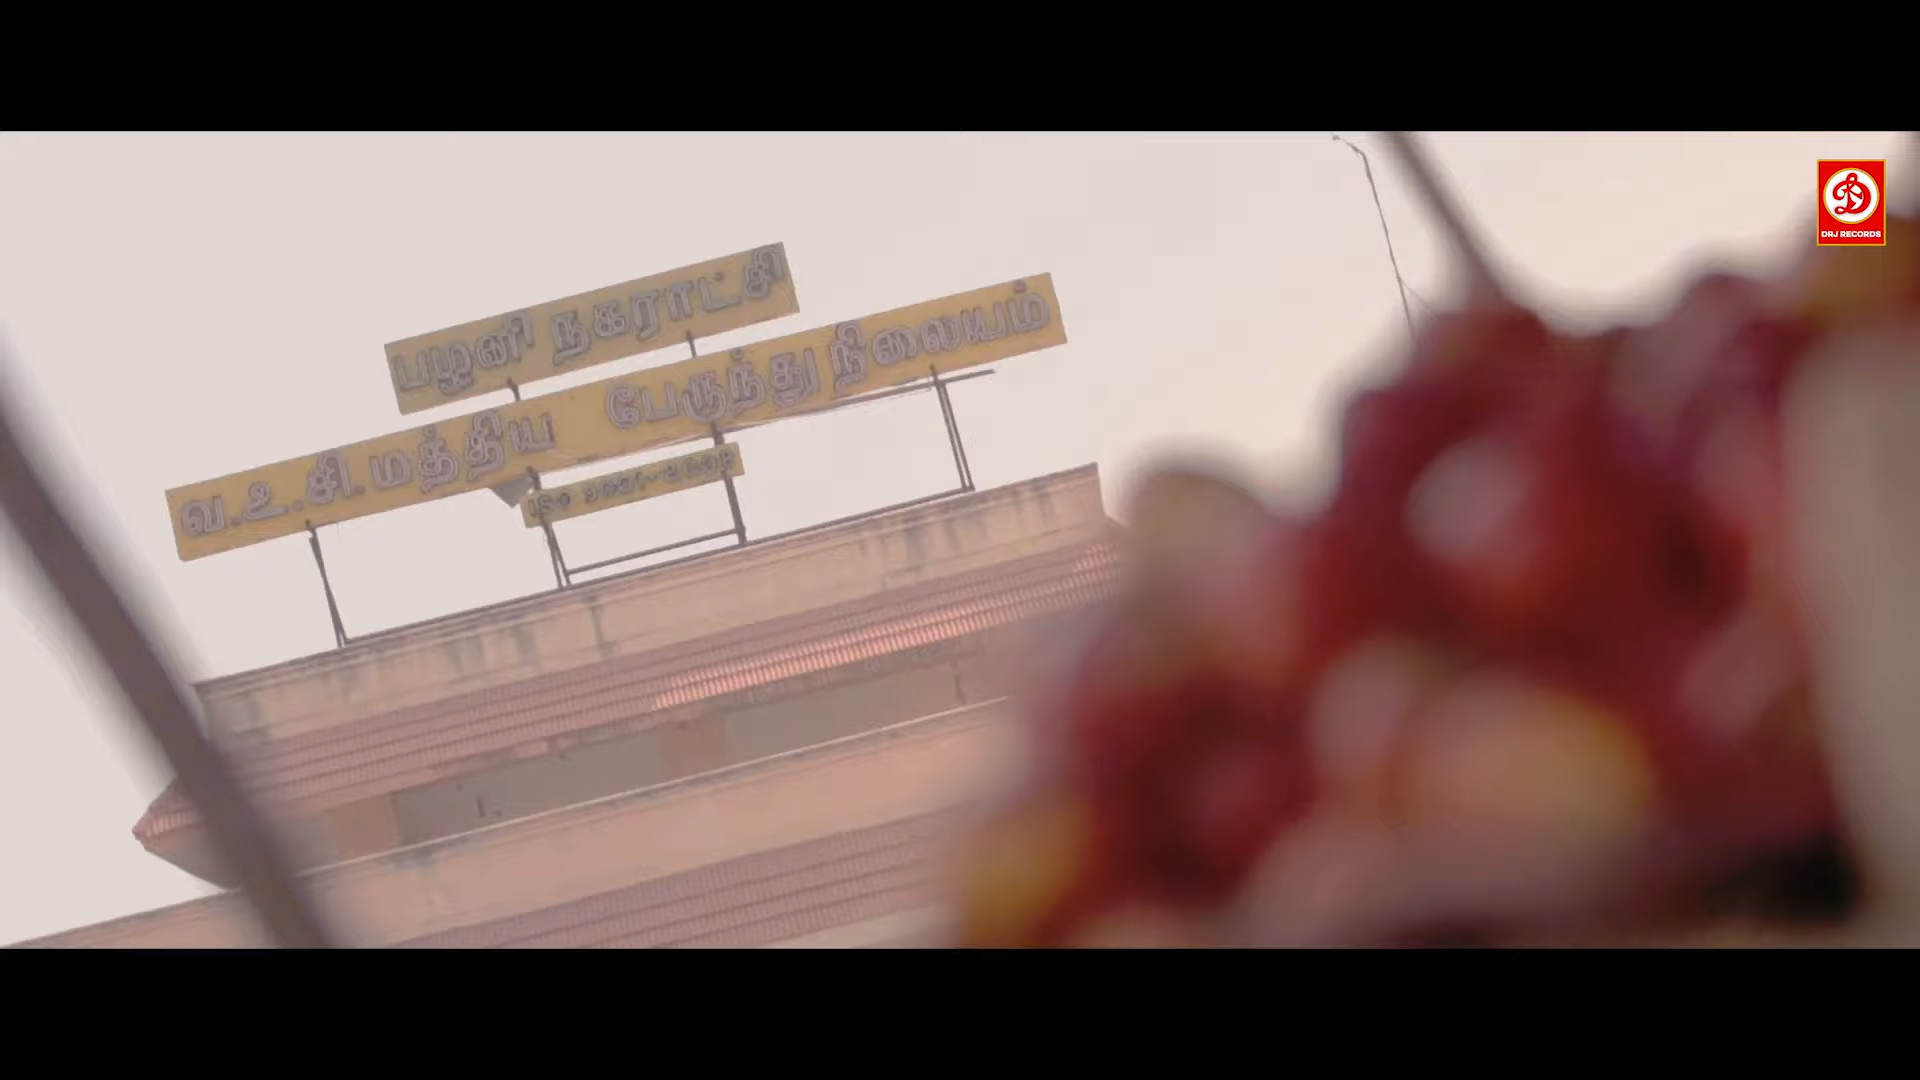 பழனி நகராட்சி
வ.உ.சி.மத்திய பேருந்து நிலையம்
DRJ RECORDS